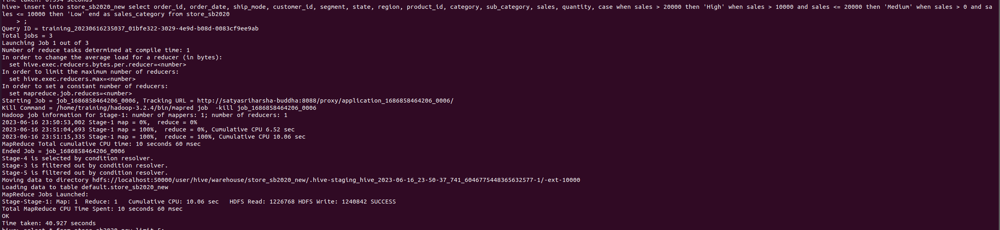 Time taken: 0.594 seconds
hive> insert into store_sb2020_new select order_id, order_date, ship_mode, customer_id, segment, state, region, product_id, category, sub_category, sales, quantity, case when sales > 20000 then 'High' when sales > 10000 and sales <= 20000 then 'Medium' when sales > 0 and sa
les <= 10000 then 'Low' end as sales_category from store_sb2020
    > ;
Query ID = training_20230616235037_01bfe322-3029-4e9d-b08d-0083cf9ee9ab
Total jobs = 3
Launching Job 1 out of 3
Number of reduce tasks determined at compile time: 1
In order to change the average load for a reducer (in bytes):
  set hive.exec.reducers.bytes.per.reducer=<number>
In order to limit the maximum number of reducers:
  set hive.exec.reducers.max=<number>
In order to set a constant number of reducers:
  set mapreduce.job.reduces=<number>
Starting Job = job_1686858464206_0006, Tracking URL = http://satyasriharsha-buddha:8088/proxy/application_1686858464206_0006/
Kill Command = /home/training/hadoop-3.2.4/bin/mapred job  -kill job_1686858464206_0006
Hadoop job information for Stage-1: number of mappers: 1; number of reducers: 1
2023-06-16 23:50:53,002 Stage-1 map = 0%,  reduce = 0%
2023-06-16 23:51:04,693 Stage-1 map = 100%,  reduce = 0%, Cumulative CPU 6.52 sec
2023-06-16 23:51:15,335 Stage-1 map = 100%,  reduce = 100%, Cumulative CPU 10.06 sec
MapReduce Total cumulative CPU time: 10 seconds 60 msec
Ended Job = job_1686858464206_0006
Stage-4 is selected by condition resolver.
Stage-3 is filtered out by condition resolver.
Stage-5 is filtered out by condition resolver.
Moving data to directory hdfs://localhost:50000/user/hive/warehouse/store_sb2020_new/.hive-staging_hive_2023-06-16_23-50-37_741_6046775448365632577-1/-ext-10000
Loading data to table default.store_sb2020_new
MapReduce Jobs Launched:
Stage-Stage-1: Map: 1  Reduce: 1   Cumulative CPU: 10.06 sec   HDFS Read: 1226768 HDFS Write: 1240842 SUCCESS
Total MapReduce CPU Time Spent: 10 seconds 60 msec
OK
Time taken: 40.927 seconds
hive> select * from store_sb2020_new limit 5;